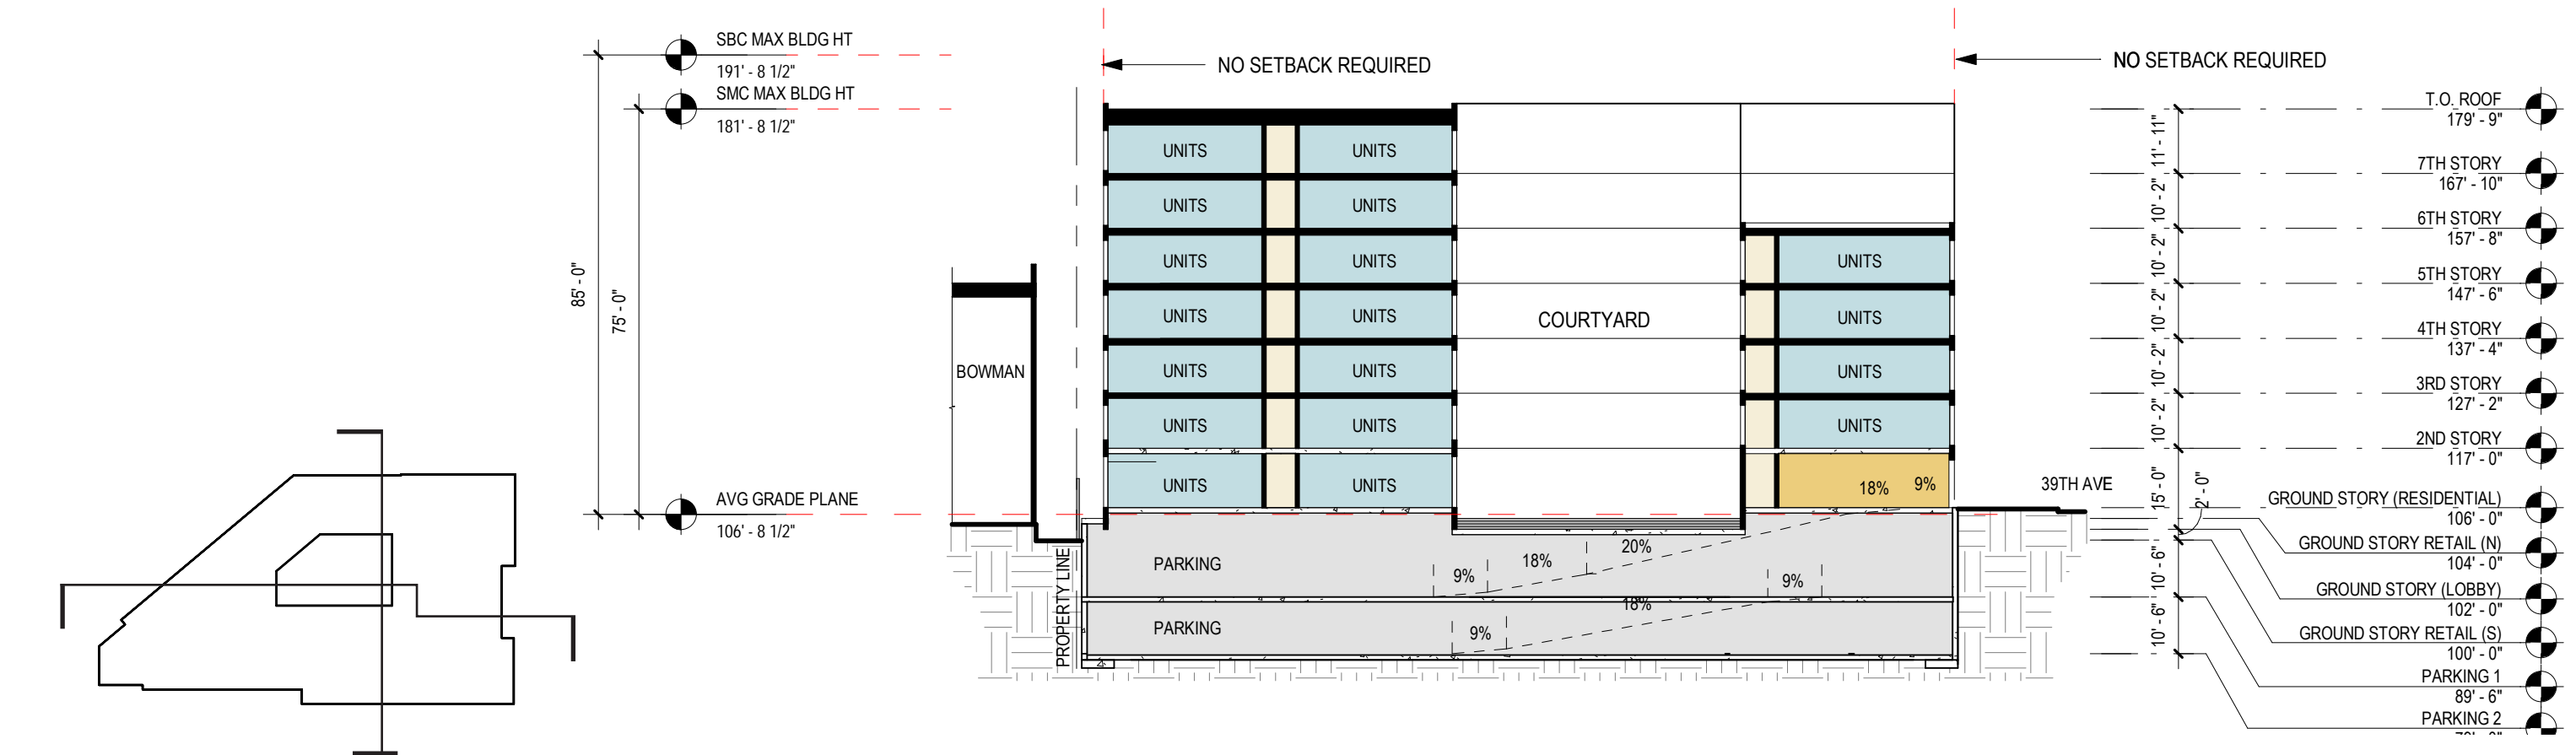 SBC MAX BLDG HT
191' - 8 1/2"
SMC MAX BLDG HT
181' - 8 1/2"
85' - 0"
75' - 0"
AVG GRADE PLANE
106' - 8 1/2"
NO SETBACK REQUIRED
NO SETBACK REQUIRED
UNITS UNITS
UNITS UNITS
UNITS UNITS UNITS
UNITS UNITS UNITS
UNITS UNITS UNITS
UNITS UNITS UNITS
UNITS UNITS 18% 9%
COURTYARD
BOWMAN
39TH AVE
PROPERTY LINE
PARKING
9% 18% 20% 9%
18%
PARKING
9%
11' - 11"
10' - 2"
10' - 2"
10' - 2"
10' - 2"
10' - 2"
10' - 2"
15' - 0"
2' - 0"
10' - 6"
10' - 6"
T.O. ROOF
179' - 9"
7TH STORY
167' - 10"
6TH STORY
157' - 8"
5TH STORY
147' - 6"
4TH STORY
137' - 4"
3RD STORY
127' - 2"
2ND STORY
117' - 0"
GROUND STORY (RESIDENTIAL)
106' - 0"
GROUND STORY RETAIL (N)
104' - 0"
GROUND STORY (LOBBY)
102' - 0"
GROUND STORY RETAIL (S)
100' - 0"
PARKING 1
89' - 6"
PARKING 2